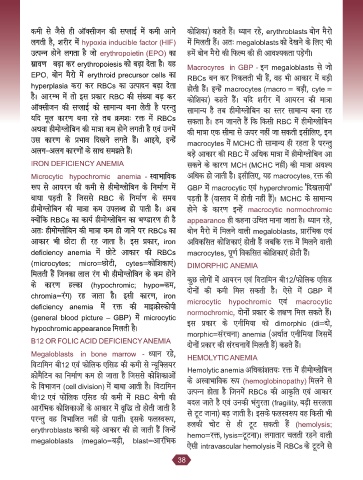 कमी से जैसे ही ऑक्सीजन की सप्लाई में कमी आने
लगती है, शरीर में hypoxia inducible factor (HIF)
उत्पन्न होने लगता है जो erythropoietin (EPO) का
स्रावण बढ़ा कर erythropoiesis को बढ़ा देता है। यह
EPO, बोन मैरो में erythroid precursor cells का
hyperplasia करा कर RBCs का उत्पादन बढ़ा देता
है। आरम्भ में तो इस प्रकार RBC की संख्या बढ़ कर
ऑक्सीजन की सप्लाई को सामान्य बना लेती है परन्तु
यदि मूल कारण बना रहे तब क्रमशः रक्त में RBCs
अथवा हीमोग्लोबिन की मात्रा कम होने लगती है एवं उनमें
उस कारण के प्रभाव दिखने लगते हैं। आइये, इन्हें
अलग-अलग कारणों के साथ समझते हैं।
IRON DEFICIENCY ANEMIA
Microcytic hypochromic anemia - स्वाभाविक
रूप से आयरन की कमी से हीमोग्लोबिन के निर्माण में
बाधा पड़ती है जिससे RBC के निर्माण के समय
हीमोग्लोबिन की मात्रा कम उपलब्ध हो पाती है। अब
क्योंकि RBCs का कार्य हीमोग्लोबिन का भण्डारण ही है
अतः हीमोग्लोबिन की मात्रा कम हो जाने पर RBCs का
आकार भी छोटा ही रह जाता है। इस प्रकार, iron
deficiency anemia में छोटे आकार की RBCs
(microcytes; micro=छोटी, cytes=कोशिकाएं)
मिलती हैं जिनका लाल रंग भी हीमोग्लोबिन के कम होने
के कारण हल्का (hypochromic; hypo=कम,
chromia=रंग) रह जाता है। इसी कारण, iron
deficiency anemia में रक्त की माइक्रोस्कोपी
(general blood picture – GBP) में microcytic
hypochromic appearance मिलती है।
B12 OR FOLIC ACID DEFICIENCY ANEMIA
Megaloblasts in bone marrow - ध्यान रहे,
विटामिन बी12 एवं फोलिक एसिड की कमी से न्यूक्लियर
क्रोमैटिन का निर्माण कम हो जाता है जिससे कोशिकाओं
के विभाजन (cell division) में बाधा आती है। विटामिन
बी12 एवं फोलिक एसिड की कमी में RBC श्रेणी की
आरंभिक कोशिकाओं के आकार में वृद्धि तो होती जाती है
परन्तु वह विभाजित नहीं हो पाती। इसके फलस्वरूप,
erythroblasts काफी बड़े आकार की हो जाती हैं जिन्हें
megaloblasts (megalo=बड़ी, blast=आरंभिक
कोशिका) कहते हैं। ध्यान रहे, erythroblasts बोन मैरो
में मिलती हैं। अतः megaloblasts को देखने के लिए भी
हमें बोन मैरो की फिल्म की ही आवश्यकता पड़ेगी।
Macrocyres in GBP - इन megaloblasts से जो
RBCs बन कर निकलती भी हैं, वह भी आकार में बड़ी
होती हैं। इन्हें macrocytes (macro = बड़ी, cyte =
कोशिका) कहते हैं। यदि शरीर में आयरन की मात्रा
सामान्य है तब हीमोग्लोबिन का स्तर सामान्य बना रह
सकता है। हम जानते हैं कि किसी RBC में हीमोग्लोबिन
की मात्रा एक सीमा से ऊपर नहीं जा सकती इसीलिए, इन
macrocytes में MCHC तो सामान्य ही रहता है परन्तु
बड़े आकार की RBC में अधिक मात्रा में हीमोग्लोबिन आ
सकने के कारण MCH (MCHC नहीं) की मात्रा अवश्य
अधिक हो जाती है। इसीलिए, यह macrocytes, रक्त की
GBP में macrocytic एवं hyperchromic 'दिखलायी'
पड़ती हैं (वास्तव में होती नहीं हैं)। MCHC के सामान्य
होने के कारण इन्हें macrocytic normochromic
appearance ही कहना उचित माना जाता है। ध्यान रहे,
बोन मैरो में मिलने वाली megaloblasts, प्रारंभिक एवं
अविकसित कोशिकाएं होती हैं जबकि रक्त में मिलने वाली
macrocytes, पूर्ण विकसित कोशिकाएं होती हैं।
DIMORPHIC ANEMIA
कुछ लोगों में आयरन एवं विटामिन बी12/फोलिक एसिड
दोनों की कमी मिल सकती है। ऐसे में GBP में
microcytic hypochromic एवं macrocytic
normochromic, दोनों प्रकार के लक्षण मिल सकते हैं।
इस प्रकार के एनीमिया को dimorphic (di=दो,
morphic=संरचना) anemia (अर्थात एनीमिया जिसमें
दोनों प्रकार की संरचनायें मिलती हैं) कहते हैं।
HEMOLYTIC ANEMIA
Hemolytic anemia अधिकांशतः रक्त में हीमोग्लोबिन
के अस्वाभाविक रूप (hemoglobinopathy) मिलने से
उत्पन्न होता है जिनमें RBCs की आकृति एवं आकार
बदल जाते हैं एवं उनकी भंगुरता (fragility, बड़ी सरलता
से टूट जाना) बढ़ जाती है। इसके फलस्वरूप वह किसी भी
हलकी चोट से ही टूट सकती हैं (hemolysis;
hemo=रक्त, lysis=टूटना)। लगातार चलती रहने वाली
ऐसी intravascular hemolysis में RBCs के टूटने से
38